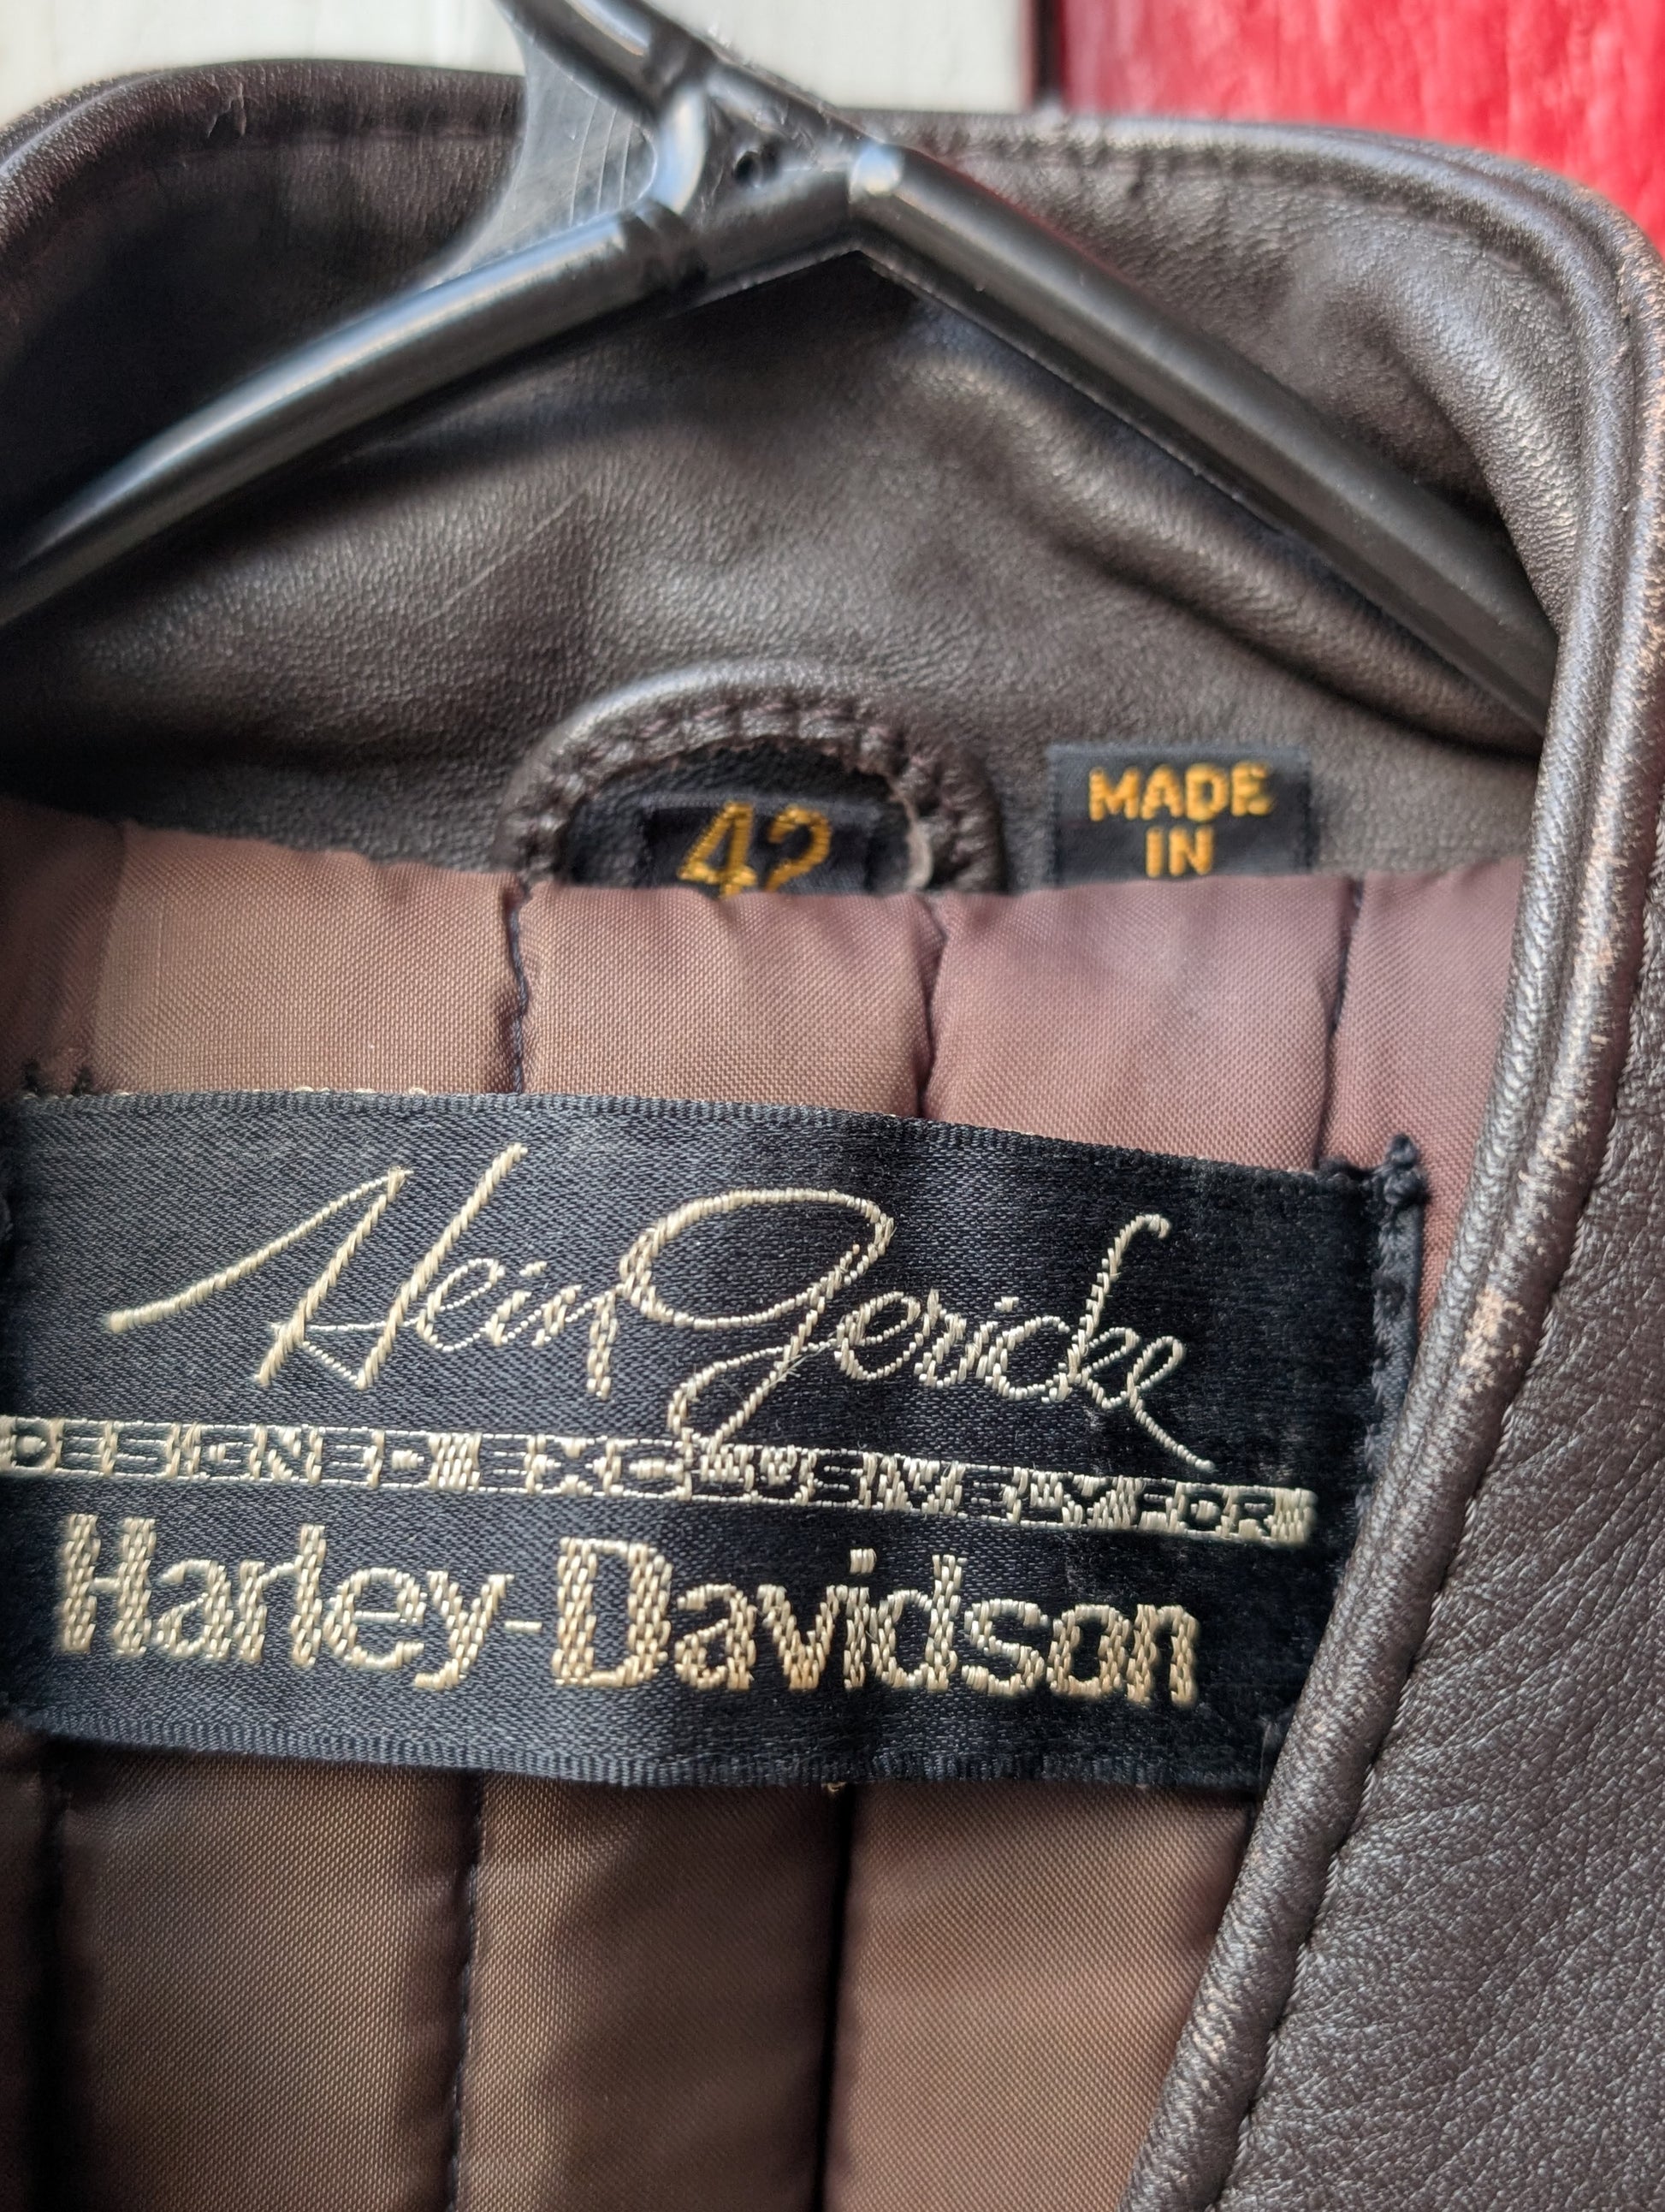 42
MADE
IN
Hein Gericke
DESIGNED EXCLUSIVELY FOR
Harley-Davidson